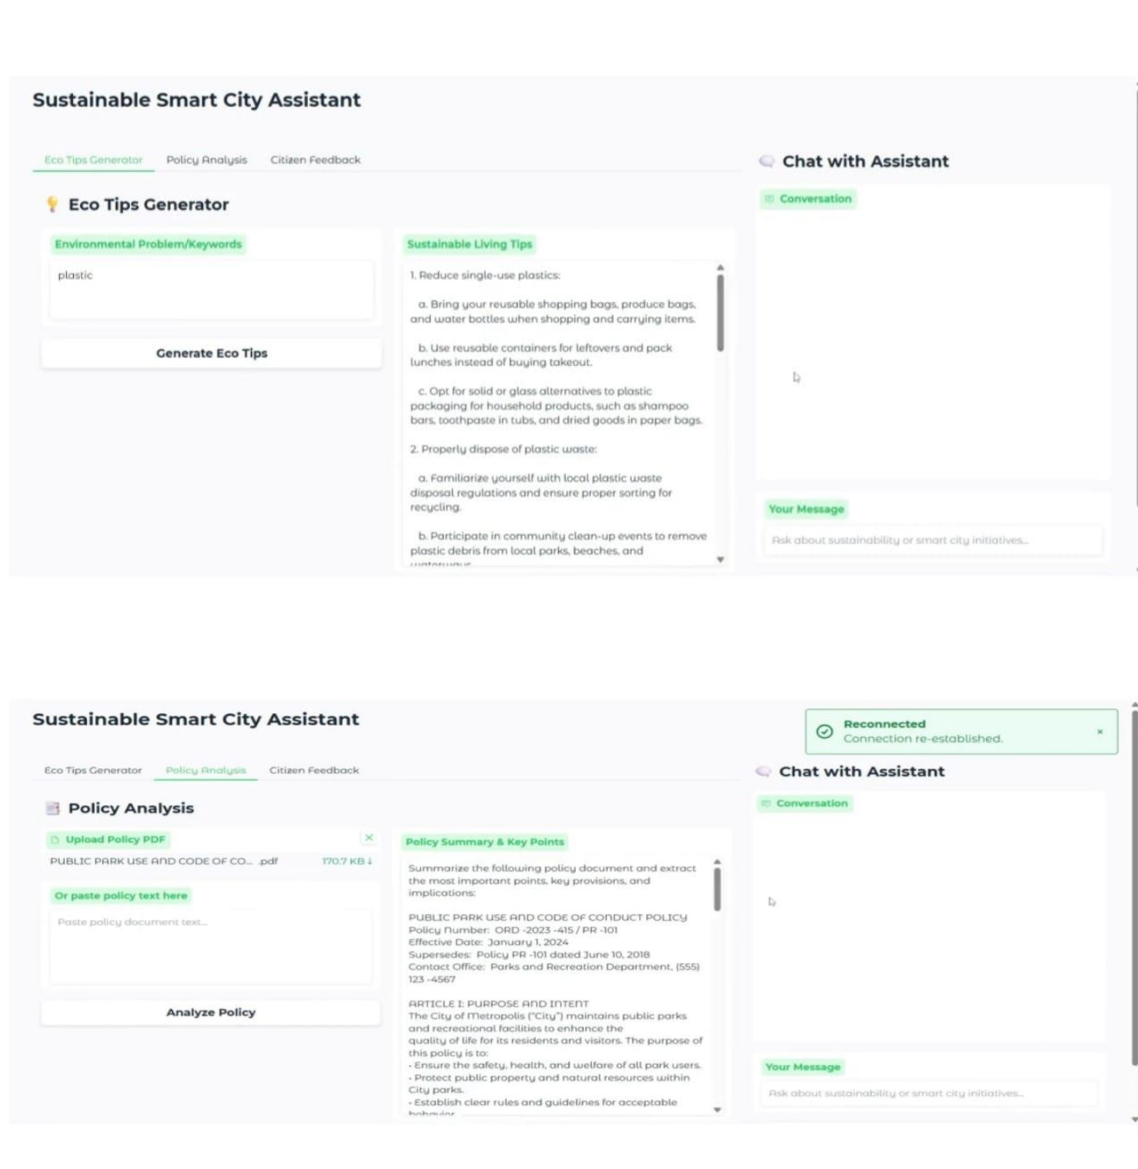 Sustainable Smart City Assistant
Eco Tips Generator Policy Analysis Citizen Feedback
Eco Tips Generator
Environmental Problem/Keywords
plastic
Generate Eco Tips
Sustainable Living Tips
1. Reduce single-use plastics:
a. Bring your reusable shopping bags, produce bags,
and water bottles when shopping and carrying items.
b. Use reusable containers for leftovers and pack
lunches instead of buying takeout.
c. Opt for solid or glass alternatives to plastic
packaging for household products, such as shampoo
bars, toothpaste in tubs, and dried goods in paper bags.
2. Properly dispose of plastic waste:
a. Familiarize yourself with local plastic waste
disposal regulations and ensure proper sorting for
recycling.
b. Participate in community clean-up events to remove
plastic debris from local parks, beaches, and
Chat with Assistant
Conversation
Your Message
Ask about sustainability or smart city initiatives...
Sustainable Smart City Assistant
Reconnected
Connection re-established.
Eco Tips Generator Policy Analysis Citizen Feedback
Policy Analysis
Upload Policy PDF
PUBLIC PARK USE AND CODE OF CO... .pdf 170.7 KB ↓
Or paste policy text here
Paste policy document text...
Analyze Policy
Policy Summary & Key Points
Summarize the following policy document and extract
the most important points, key provisions, and
implications:
PUBLIC PARK USE AND CODE OF CONDUCT POLICY
Policy Number: ORD -2023 -415 / PR -101
Effective Date: January 1, 2024
Supersedes: Policy PR -101 dated June 10, 2018
Contact Office: Parks and Recreation Department, (555)
123 -4567
ARTICLE I: PURPOSE AND INTENT
The City of Metropolis ("City") maintains public parks
and recreational facilities to enhance the
quality of life for its residents and visitors. The purpose of
this policy is to:
• Ensure the safety, health, and welfare of all park users.
• Protect public property and natural resources within
City parks.
• Establish clear rules and guidelines for acceptable
Chat with Assistant
Conversation
Your Message
Ask about sustainability or smart city initiatives...